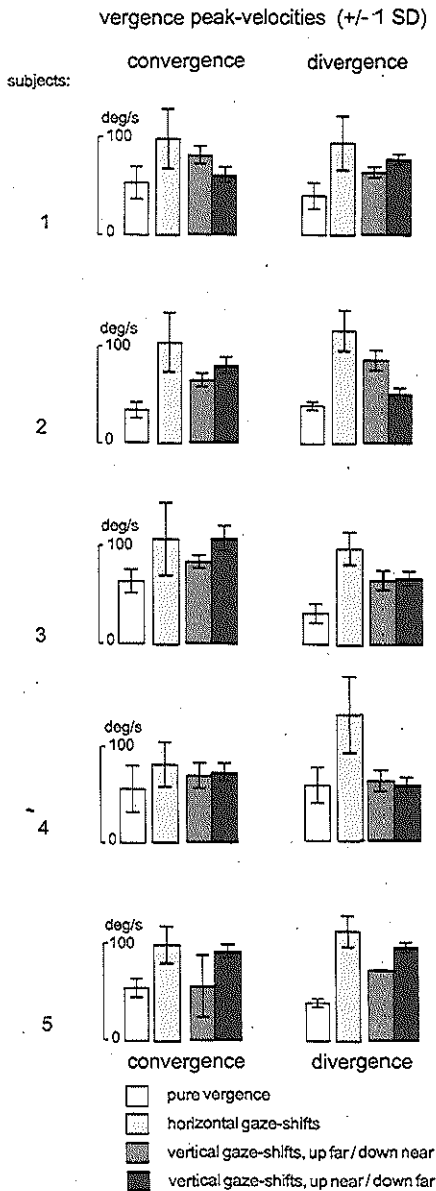 vergence peak-velocities (+/- 1 SD)
convergence divergence
subjects:
deg/s
100
0
1
deg/s
100
0
2
deg/s
100
0
3
deg/s
100
0
4
deg/s
100
0
5
convergence divergence
pure vergence
horizontal gaze-shifts
vertical gaze-shifts, up far / down near
vertical gaze-shifts, up near / down far